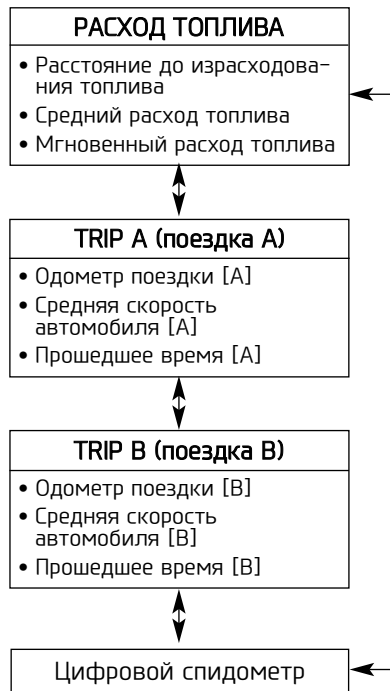 РАСХОД ТОПЛИВА
• Расстояние до израсходова-
ния топлива
• Средний расход топлива
• Мгновенный расход топлива
TRIP A (поездка A)
• Одометр поездки [A]
• Средняя скорость
автомобиля [A]
• Прошедшее время [A]
TRIP B (поездка B)
• Одометр поездки [B]
• Средняя скорость
автомобиля [B]
• Прошедшее время [B]
Цифровой спидометр